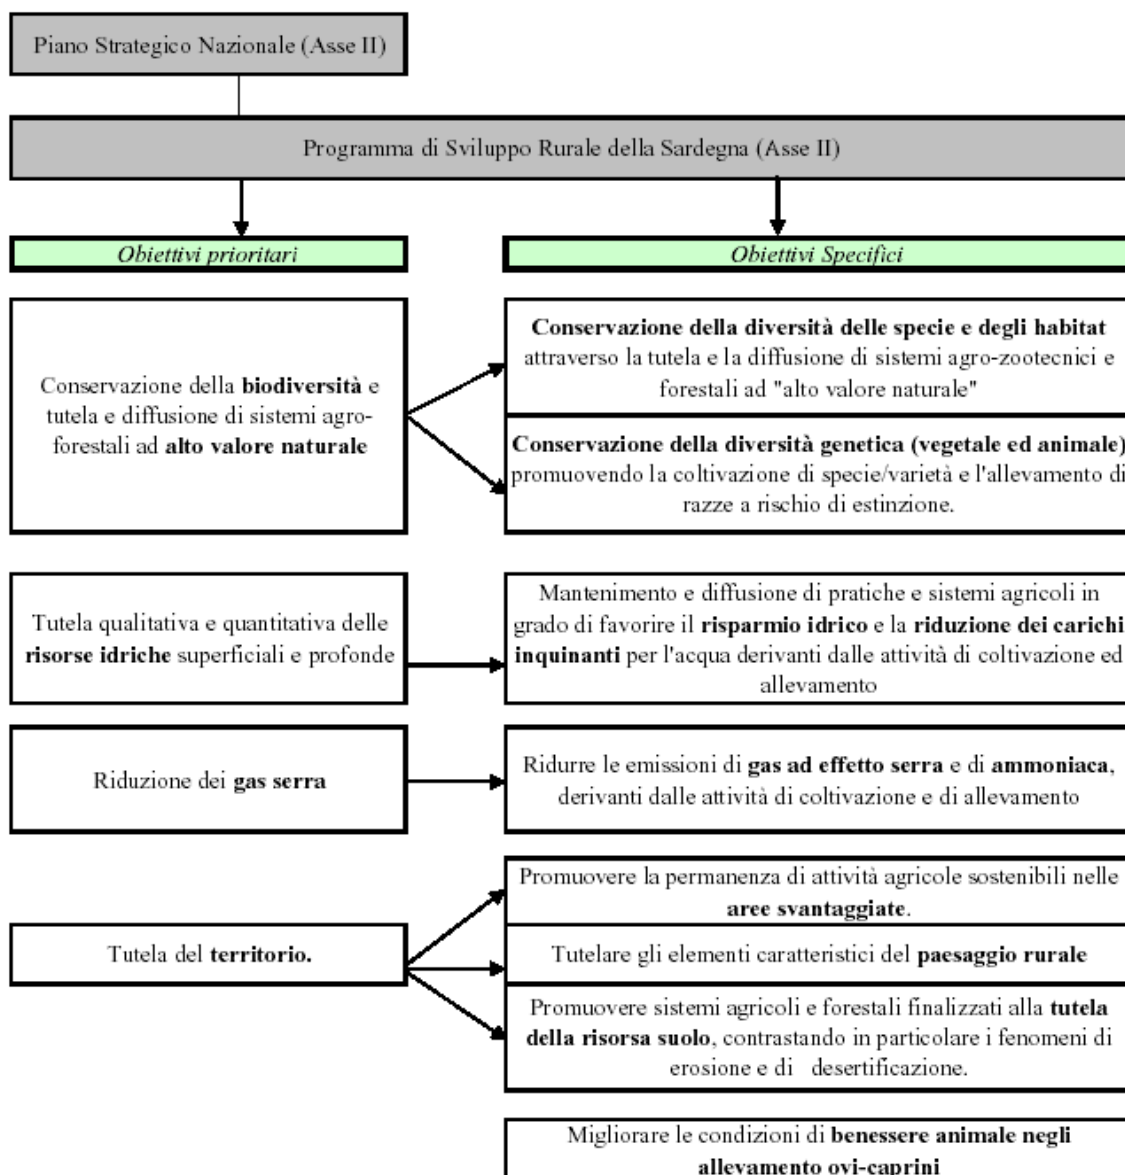 Piano Strategico Nazionale (Asse II)
Programma di Sviluppo Rurale della Sardegna (Asse II)
Obiettivi prioritari
Obiettivi Specifici
Conservazione della biodiversità e
tutela e diffusione di sistemi agro-
forestali ad alto valore naturale
Conservazione della diversità delle specie e degli habitat
attraverso la tutela e la diffusione di sistemi agro-zootecnici e
forestali ad "alto valore naturale"
Conservazione della diversità genetica (vegetale ed animale)
promuovendo la coltivazione di specie/varietà e l'allevamento di
razze a rischio di estinzione.
Tutela qualitativa e quantitativa delle
risorse idriche superficiali e profonde
Mantenimento e diffusione di pratiche e sistemi agricoli in
grado di favorire il risparmio idrico e la riduzione dei carichi
inquinanti per l'acqua derivanti dalle attività di coltivazione ed
allevamento
Riduzione dei gas serra
Ridurre le emissioni di gas ad effetto serra e di ammoniaca,
derivanti dalle attività di coltivazione e di allevamento
Tutela del territorio.
Promuovere la permanenza di attività agricole sostenibili nelle
aree svantaggiate.
Tutelare gli elementi caratteristici del paesaggio rurale
Promuovere sistemi agricoli e forestali finalizzati alla tutela
della risorsa suolo, contrastando in particolare i fenomeni di
erosione e di desertificazione.
Migliorare le condizioni di benessere animale negli
allevamento ovi-caprini